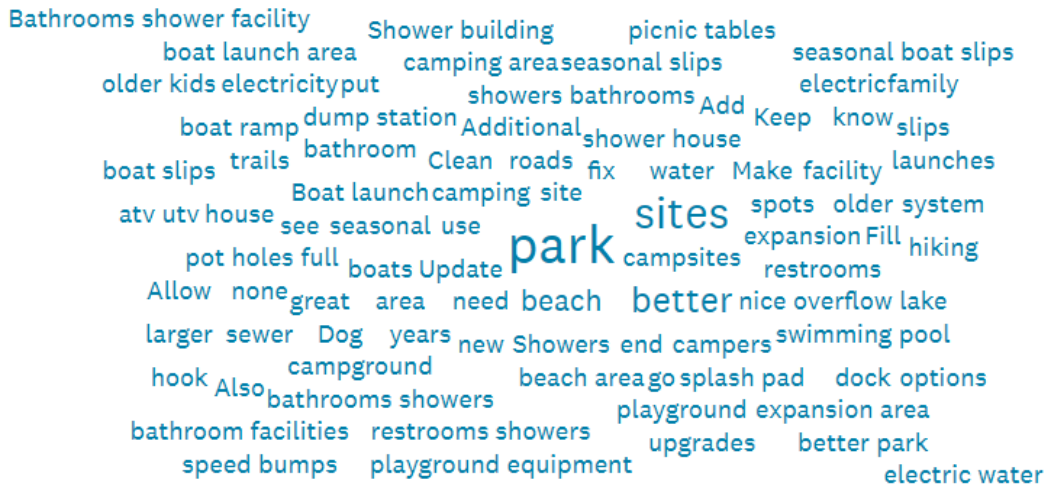 Bathrooms shower facility
Shower building picnic tables
boat launch area camping area seasonal slips seasonal boat slips
older kids electricity put showers bathrooms electric family
boat ramp dump station Additional Add Keep know slips
shower house
boat slips trails bathroom Clean roads fix water Make facility launches
Boat launch camping site
atv utv house see seasonal use sites spots older system
pot holes full boats Update park campsites expansion Fill hiking
restrooms
Allow none great area need beach better nice overflow lake
larger sewer Dog years new Showers end campers swimming pool
campground
hook Also bathrooms showers beach area go splash pad dock options
playground expansion area
bathroom facilities restrooms showers upgrades better park
speed bumps playground equipment electric water